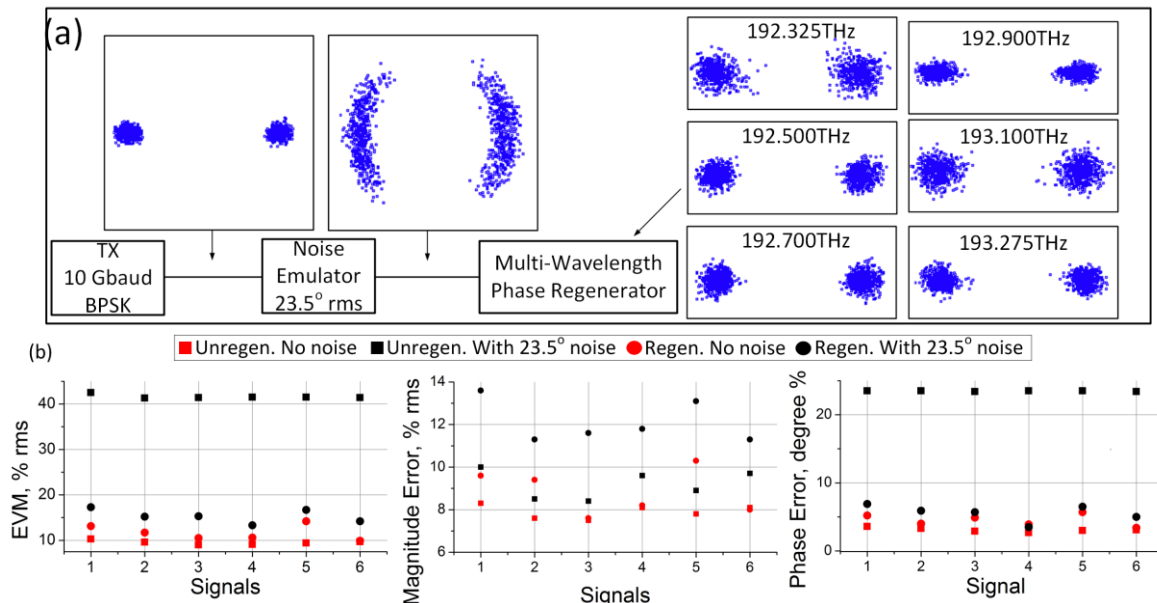 (a)
TX
10 Gbaud
BPSK
Noise
Emulator
23.5° rms
Multi-Wavelength
Phase Regenerator
192.325THz
192.900THz
192.500THz
193.100THz
192.700THz
193.275THz
(b)
Unregen. No noise
Unregen. With 23.5° noise
Regen. No noise
Regen. With 23.5° noise
EVM, % rms
40
30
20
10
1 2 3 4 5 6
Signals
Magnitude Error, % rms
14
12
10
8
6
1 2 3 4 5 6
Signals
Phase Error, degree %
20
10
0
1 2 3 4 5 6
Signal